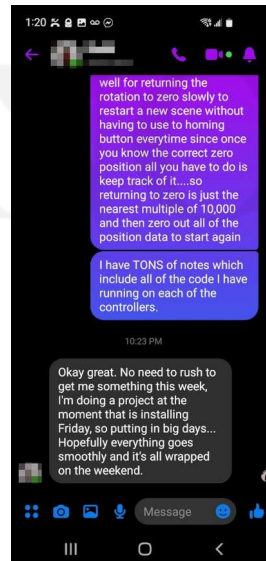 1:20
well for returning the
rotation to zero slowly to
restart a new scene without
having to use to homing
button everytime since once
you know the correct zero
position all you have to do is
keep track of it....so
returning to zero is just the
nearest multiple of 10,000
and then zero out all of the
position data to start again
I have TONS of notes which
include all of the code I have
running on each of the
controllers.
10:23 PM
Okay great. No need to rush to
get me something this week,
I'm doing a project at the
moment that is installing
Friday, so putting in big days...
Hopefully everything goes
smoothly and it's all wrapped
on the weekend.
Message